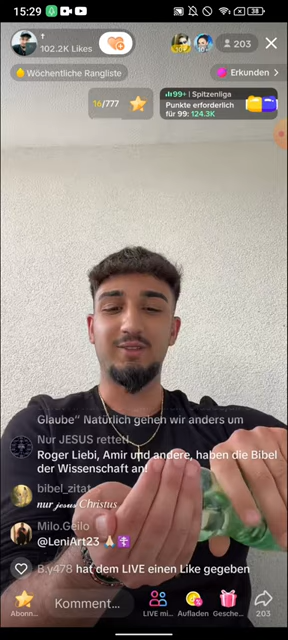 15:29
38
†
102.2K Likes
10
10
203
Wöchentliche Rangliste
Erkunden >
16/777
99+ | Spitzenliga
Punkte erforderlich
für 99: 124.3K
Glaube“ Natürlich gehen wir anders um
Nur JESUS rettet!
Roger Liebi, Amir und andere, haben die Bibel
der Wissenschaft an!
bibel_zitat
nur jesus Christus
Milo.Geilo
@LeniArt23 🙏🏻✝️
B.y478 hat dem LIVE einen Like gegeben
Komment...
Abonn...
LIVE mi...
Aufladen
Gesche...
203